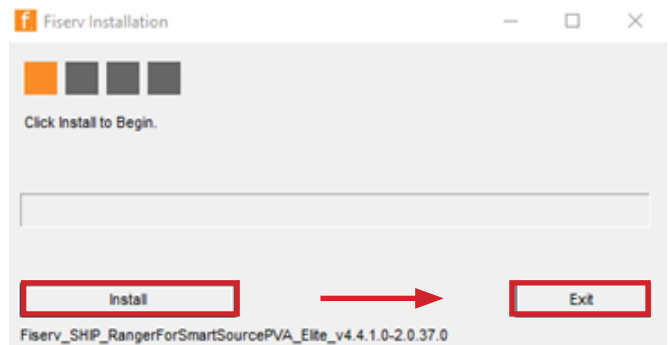 f Fiserv Installation
Click Install to Begin.
Install Exit
Fiserv_SHIP_RangerForSmartSourcePVA_Elite_v4.4.1.0-2.0.37.0